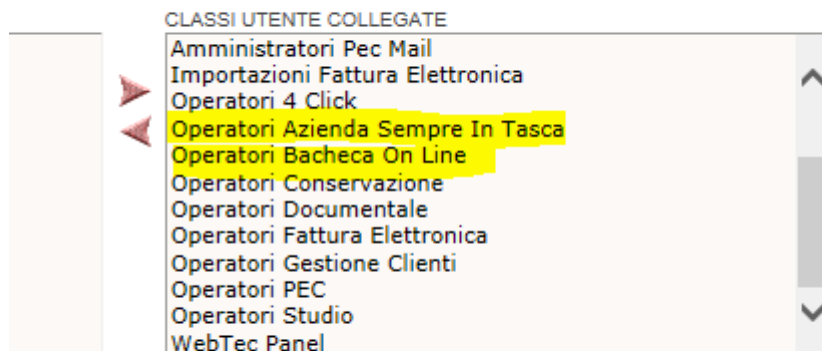 CLASSI UTENTE COLLEGATE
Amministratori Pec Mail
Importazioni Fattura Elettronica
Operatori 4 Click
Operatori Azienda Sempre In Tasca
Operatori Bacheca On Line
Operatori Conservazione
Operatori Documentale
Operatori Fattura Elettronica
Operatori Gestione Clienti
Operatori PEC
Operatori Studio
WebTec Panel